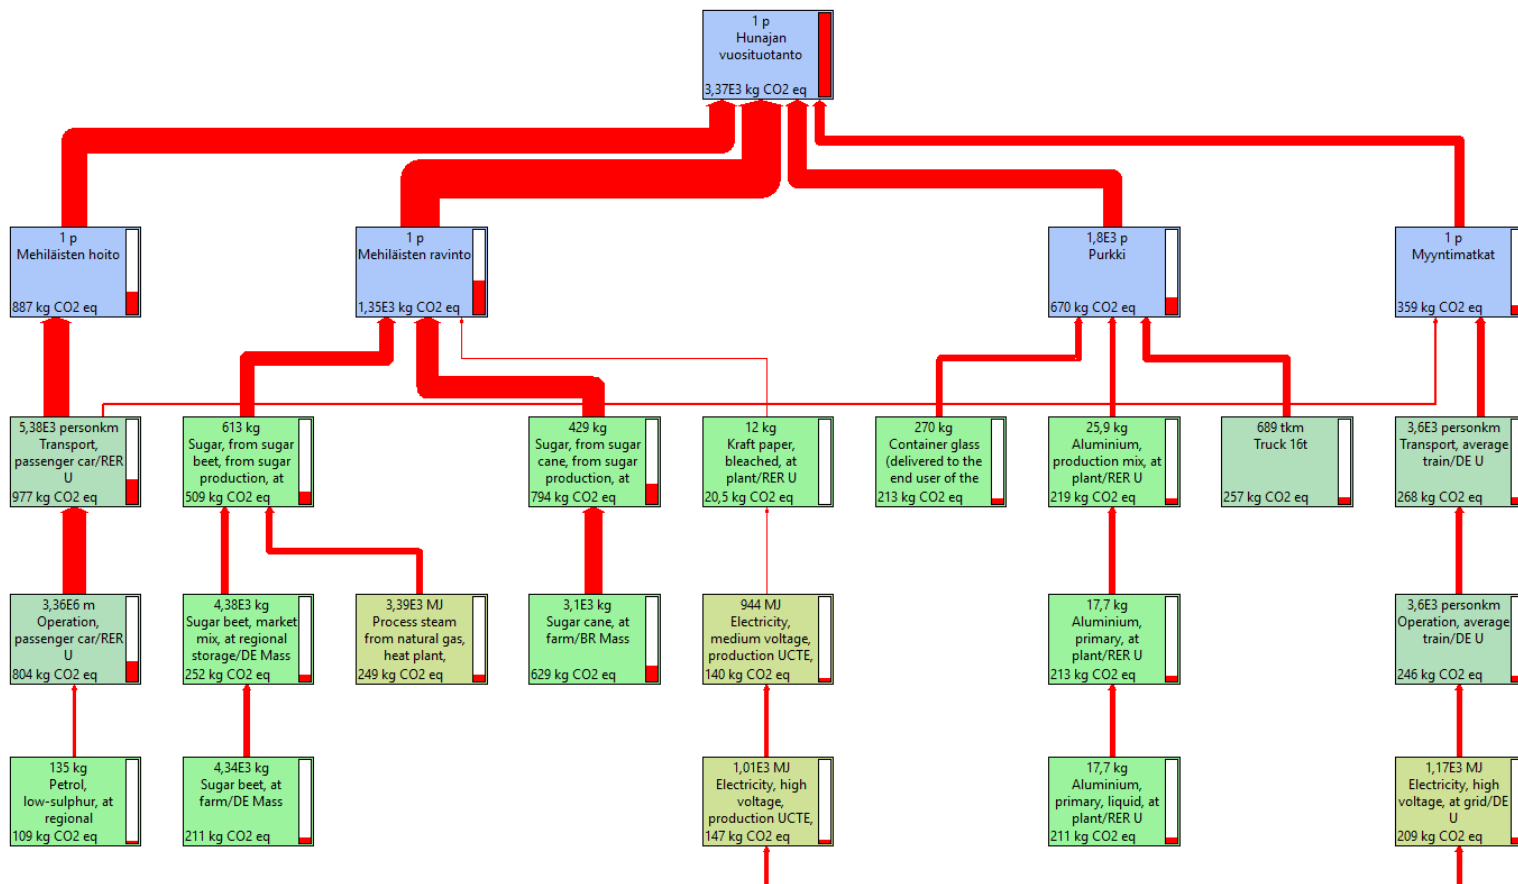 1 p
Hunajan
vuosituotanto
3,37E3 kg CO2 eq
1 p
Mehiläisten hoito
887 kg CO2 eq
1 p
Mehiläisten ravinto
1,35E3 kg CO2 eq
1,8E3 p
Purkki
670 kg CO2 eq
1 p
Myyntimatkat
359 kg CO2 eq
5,38E3 personkm
Transport,
passenger car/RER
U
977 kg CO2 eq
613 kg
Sugar, from sugar
beet, from sugar
production, at
509 kg CO2 eq
429 kg
Sugar, from sugar
cane, from sugar
production, at
794 kg CO2 eq
12 kg
Kraft paper,
bleached, at
plant/RER U
20,5 kg CO2 eq
270 kg
Container glass
(delivered to the
end user of the
213 kg CO2 eq
25,9 kg
Aluminium,
production mix, at
plant/RER U
219 kg CO2 eq
689 tkm
Truck 16t
257 kg CO2 eq
3,6E3 personkm
Transport, average
train/DE U
268 kg CO2 eq
3,36E6 m
Operation,
passenger car/RER
U
804 kg CO2 eq
4,38E3 kg
Sugar beet, market
mix, at regional
storage/DE Mass
252 kg CO2 eq
3,39E3 MJ
Process steam
from natural gas,
heat plant,
249 kg CO2 eq
3,1E3 kg
Sugar cane, at
farm/BR Mass
629 kg CO2 eq
944 MJ
Electricity,
medium voltage,
production UCTE,
140 kg CO2 eq
17,7 kg
Aluminium,
primary, at
plant/RER U
213 kg CO2 eq
3,6E3 personkm
Operation, average
train/DE U
246 kg CO2 eq
135 kg
Petrol,
low-sulphur, at
regional
109 kg CO2 eq
4,34E3 kg
Sugar beet, at
farm/DE Mass
211 kg CO2 eq
1,01E3 MJ
Electricity, high
voltage,
production UCTE,
147 kg CO2 eq
17,7 kg
Aluminium,
primary, liquid, at
plant/RER U
211 kg CO2 eq
1,17E3 MJ
Electricity, high
voltage, at grid/DE
U
209 kg CO2 eq